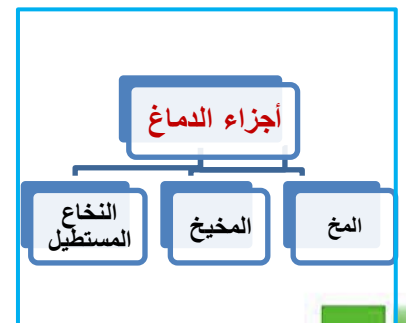 أجزاء الدماغ
المخ
المخيخ
النخاع
المستطيل